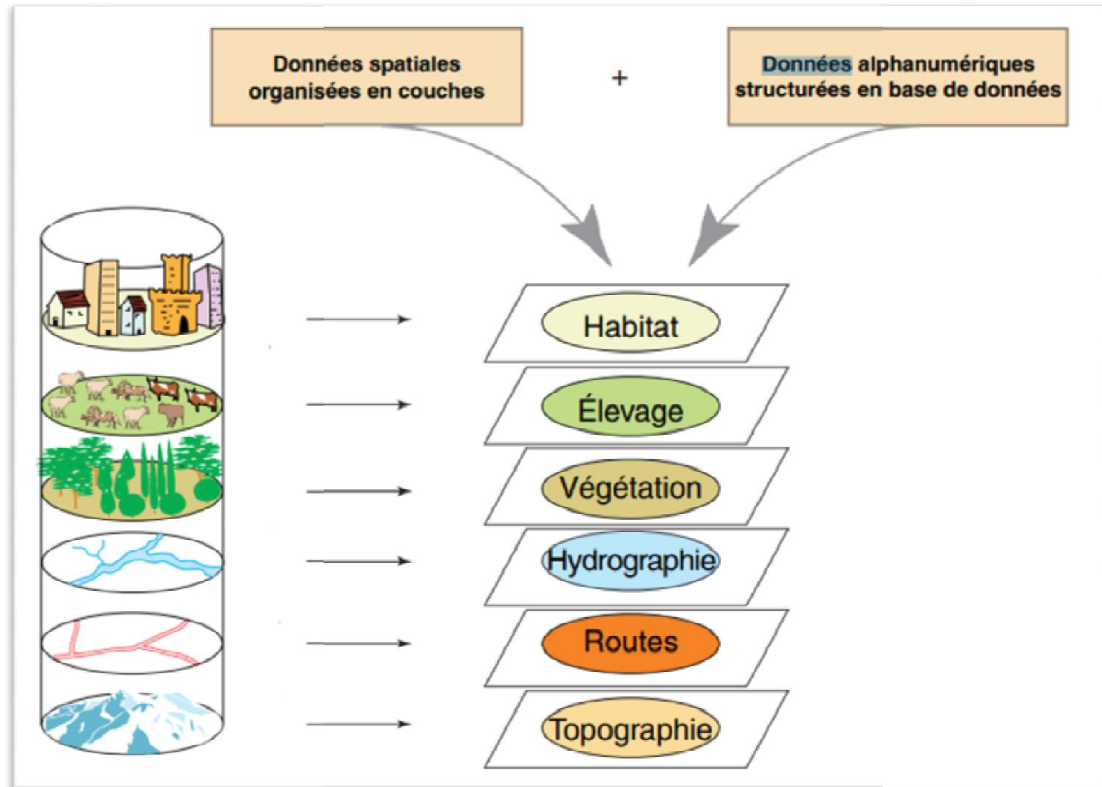 Données spatiales
organisées en couches
+
Données alphanumériques
structurées en base de données
Habitat
Élevage
Végétation
Hydrographie
Routes
Topographie